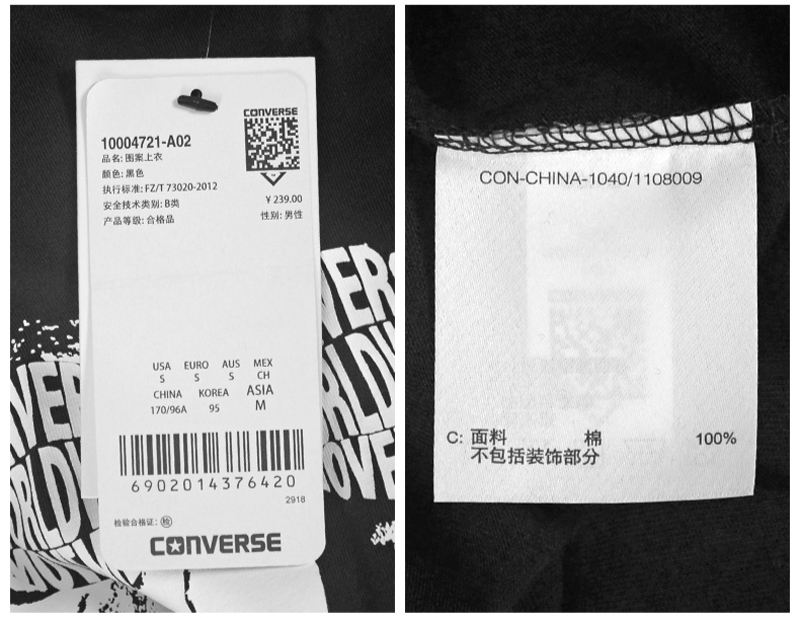 CONVERSE
10004721-A02
品名: 图案上衣
颜色: 黑色
执行标准: FZ/T 73020-2012
安全技术类别: B类
产品等级: 合格品
￥239.00
性别: 男性
USA EURO AUS MEX
S S S CH
CHINA KOREA ASIA
170/96A 95 M
6902014376420
2918
检验合格证: 检
CONVERSE
CON-CHINA-1040/1108009
C: 面料 棉 100%
不包括装饰部分